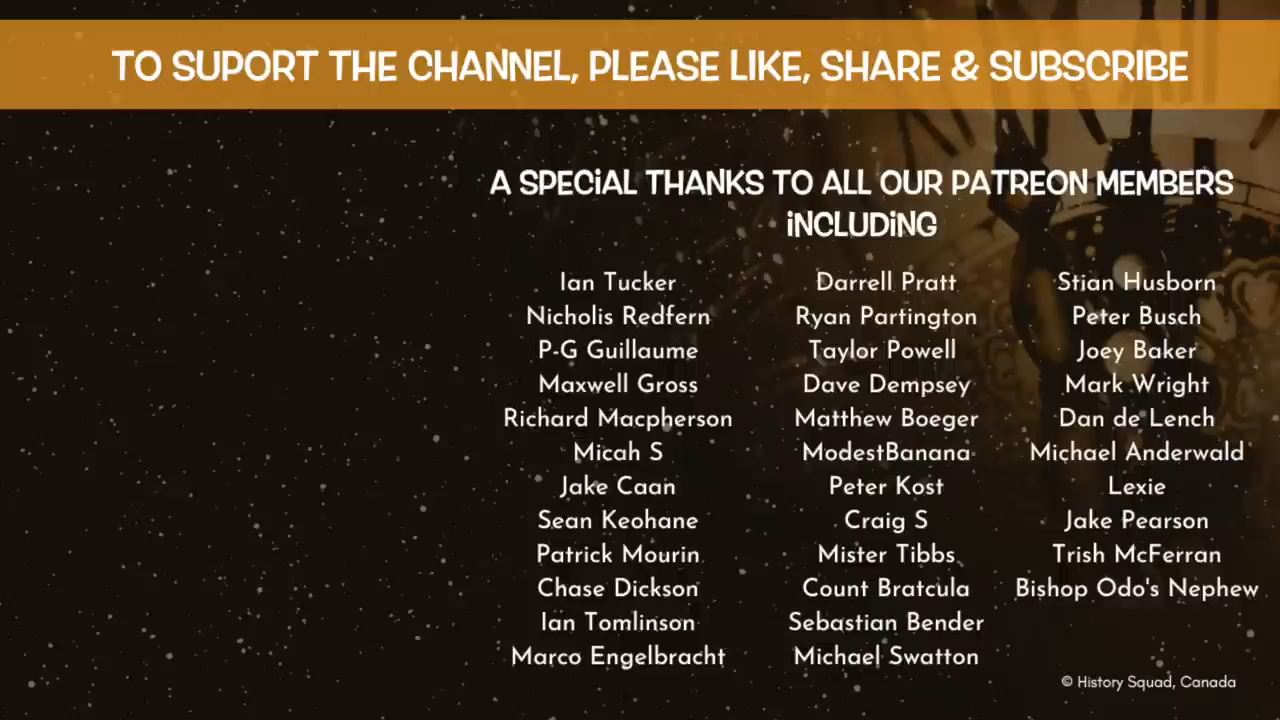 TO SUPORT THE CHANNEL, PLEASE LIKE, SHARE & SUBSCRIBE
A SPECiAL THANKS TO ALL OUR PATREON MEMBERS
iNCLUDiNG
Ian Tucker
Nicholis Redfern
P-G Guillaume
Maxwell Gross
Richard Macpherson
Micah S
Jake Caan
Sean Keohane
Patrick Mourin
Chase Dickson
Ian Tomlinson
Marco Engelbracht
Darrell Pratt
Ryan Partington
Taylor Powell
Dave Dempsey
Matthew Boeger
ModestBanana
Peter Kost
Craig S
Mister Tibbs
Count Bratcula
Sebastian Bender
Michael Swatton
Stian Husborn
Peter Busch
Joey Baker
Mark Wright
Dan de Lench
Michael Anderwald
Lexie
Jake Pearson
Trish McFerran
Bishop Odo's Nephew
© History Squad, Canada